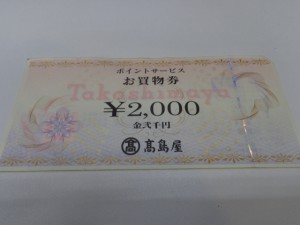 ポイントサービス
お買物券
Takashimaya
¥2,000
金弐千円
髙 髙島屋